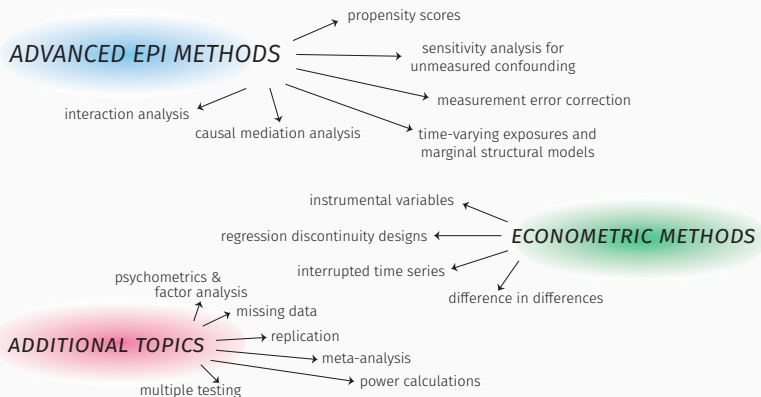 ADVANCED EPI METHODS
propensity scores
sensitivity analysis for
unmeasured confounding
measurement error correction
time-varying exposures and
marginal structural models
causal mediation analysis
interaction analysis
ECONOMETRIC METHODS
instrumental variables
regression discontinuity designs
interrupted time series
difference in differences
ADDITIONAL TOPICS
psychometrics &
factor analysis
missing data
replication
meta-analysis
power calculations
multiple testing